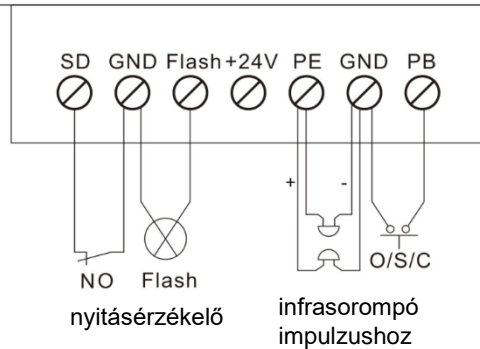 SD GND Flash +24V PE GND PB
+ -
O/S/C
NO Flash
nyitásérzékelő
infrasorompó
impulzushoz